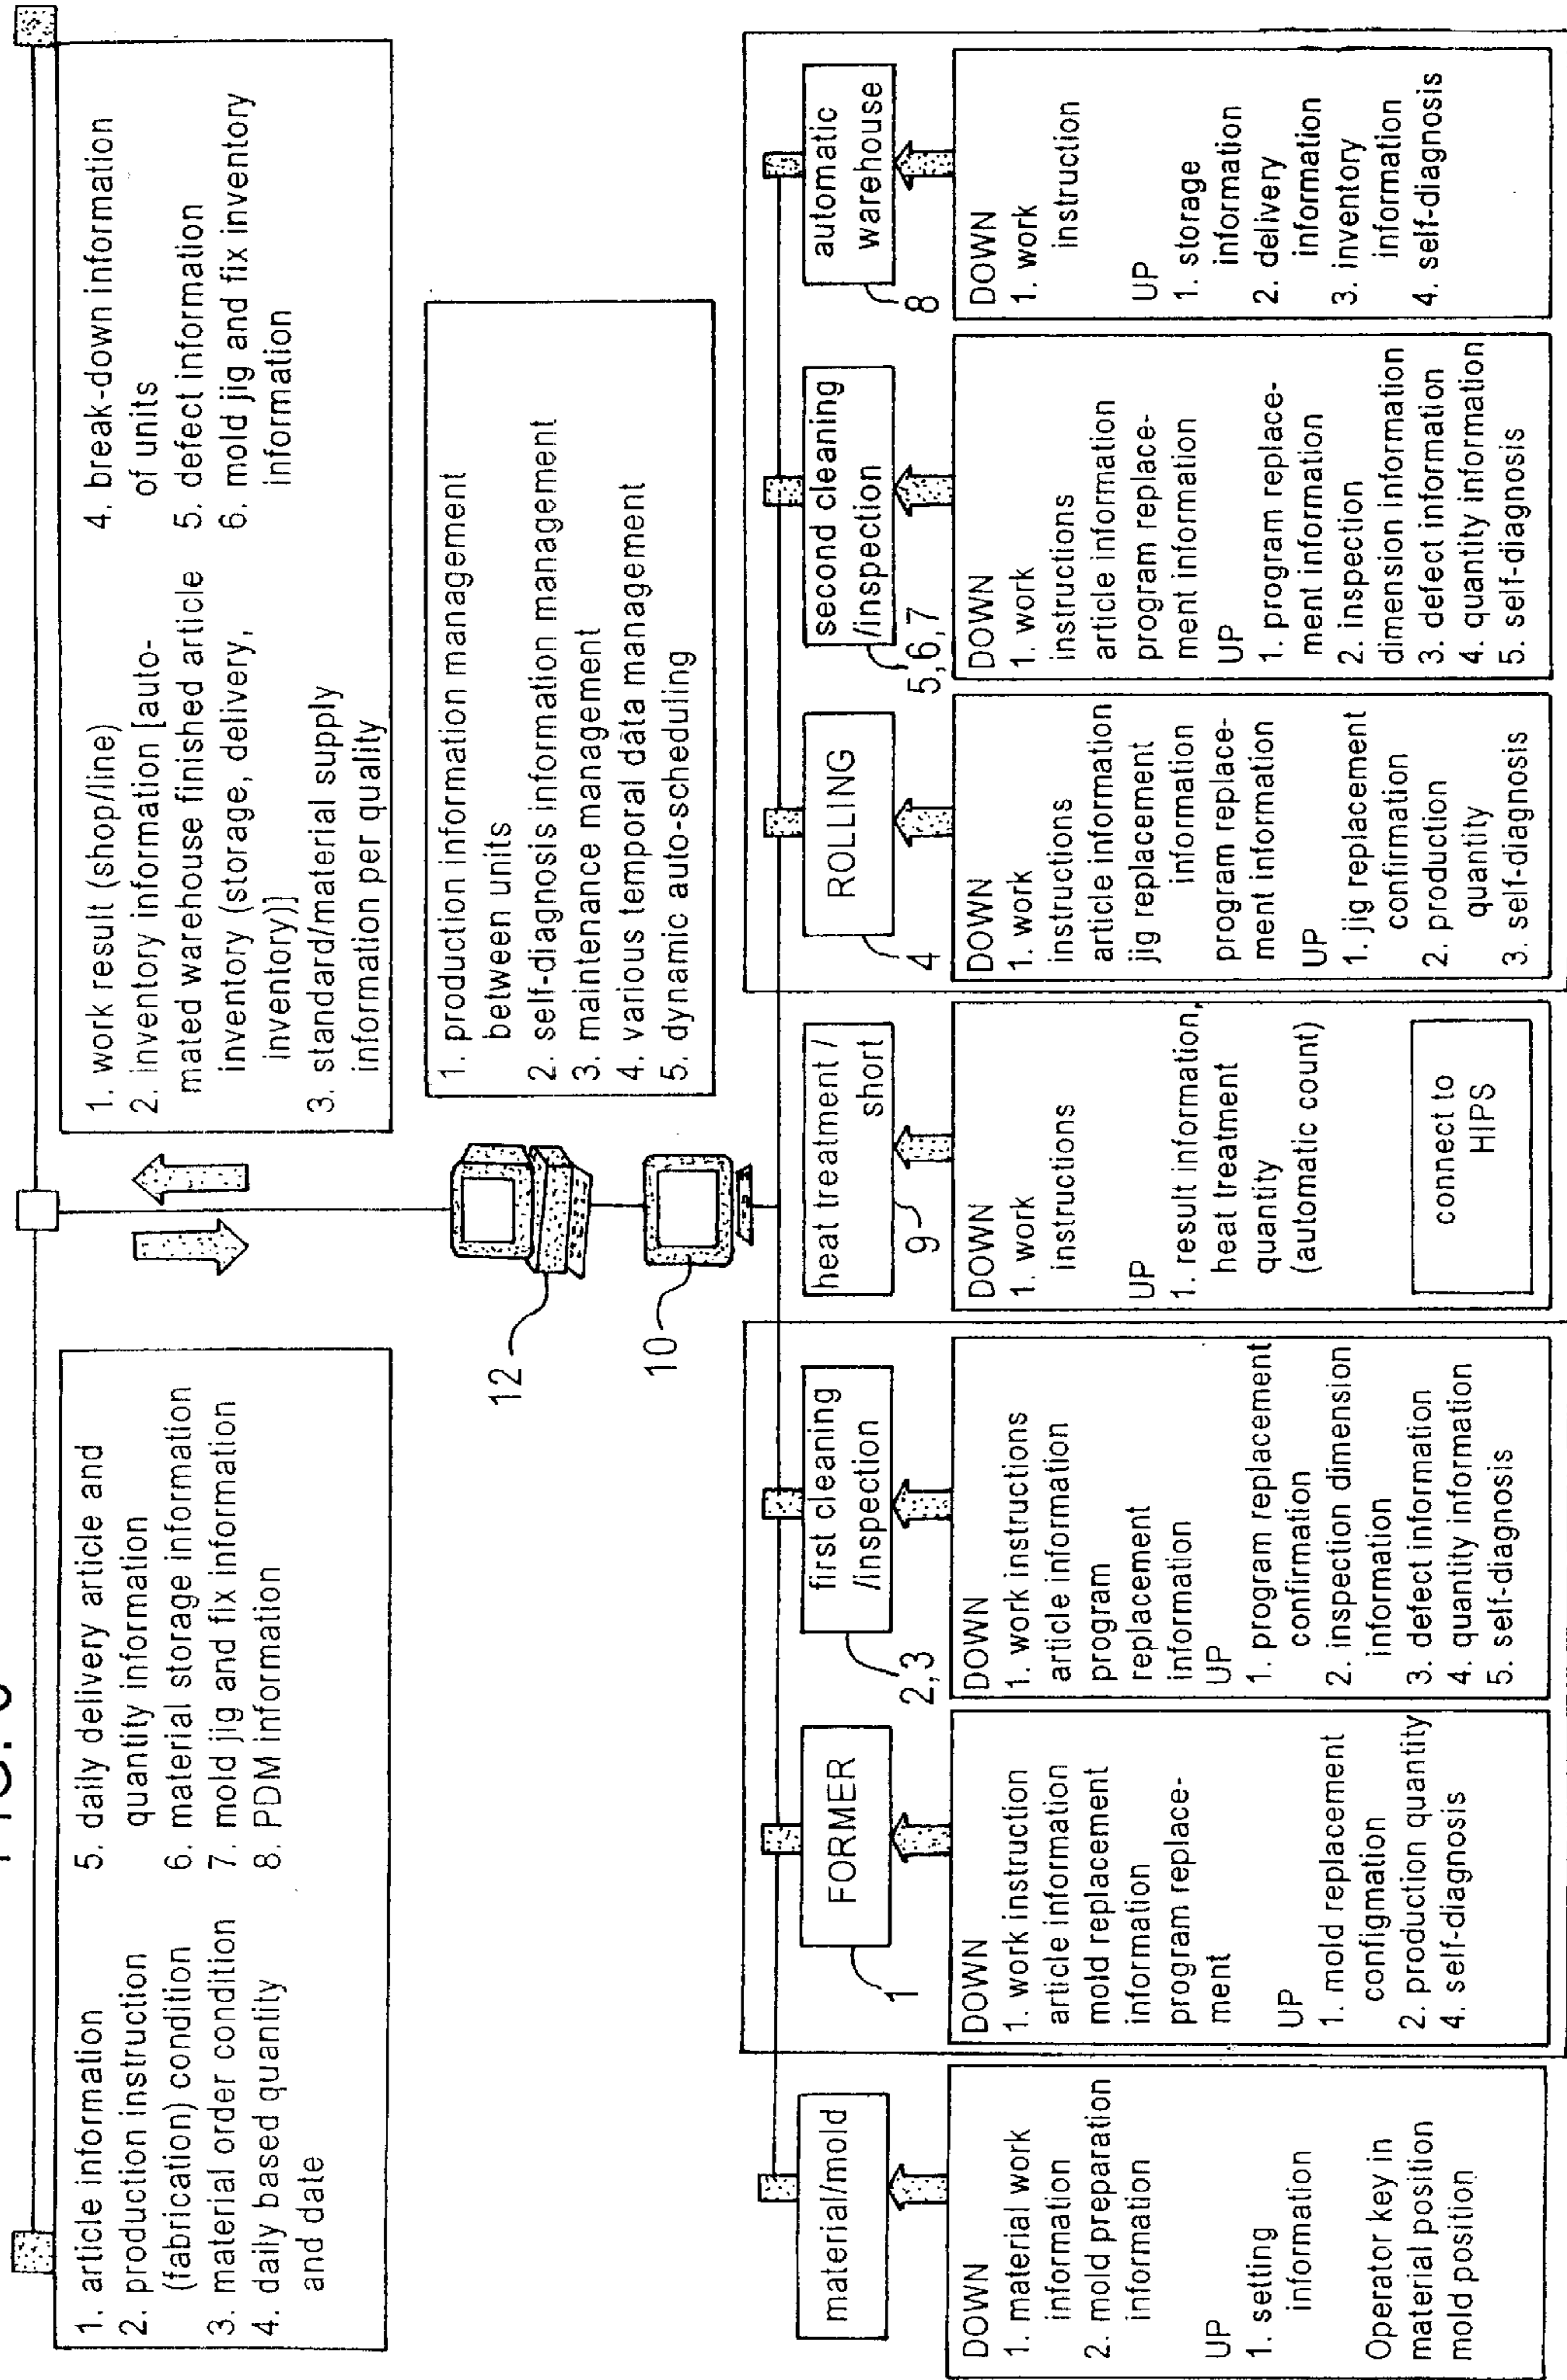 1. article information
2. production instruction
(fabrication) condition
3. material order condition
4. daily based quantity
and date
5. daily delivery article and
quantity information
6. material storage information
7. mold jig and fix information
8. PDM information
1. work result (shop/line)
2. inventory information [auto-
mated warehouse finished article
inventory (storage, delivery,
inventory)]
3. standard/material supply
information per quality
4. break-down information
of units
5. defect information
6. mold jig and fix inventory
information
12
10
1. production information management
between units
2. self-diagnosis information management
3. maintenance management
4. various temporal data management
5. dynamic auto-scheduling
material/mold
DOWN
1. material work
information
2. mold preparation
information
UP
1. setting
information
Operator key in
material position
mold position
FORMER
1
DOWN
1. work instruction
article information
mold replacement
information
program replace-
ment
UP
1. mold replacement
configmation
2. production quantity
4. self-diagnosis
first cleaning
/inspection
2,3
DOWN
1. work instructions
article information
program
replacement
information
UP
1. program replacement
confirmation
2. inspection dimension
information
3. defect information
4. quantity information
5. self-diagnosis
heat treatment /
short
9
DOWN
1. work
instructions
UP
1. result information,
heat treatment
quantity
(automatic count)
connect to
HIPS
ROLLING
4
DOWN
1. work
instructions
article information
jig replacement
information
program replace-
ment information
UP
1. jig replacement
confirmation
2. production
quantity
3. self-diagnosis
second cleaning
/inspection
5,6,7
DOWN
1. work
instructions
article information
program replace-
ment information
UP
1. program replace-
ment information
2. inspection
dimension information
3. defect information
4. quantity information
5. self-diagnosis
automatic
warehouse
8
DOWN
1. work
instruction
UP
1. storage
information
2. delivery
information
3. inventory
information
4. self-diagnosis